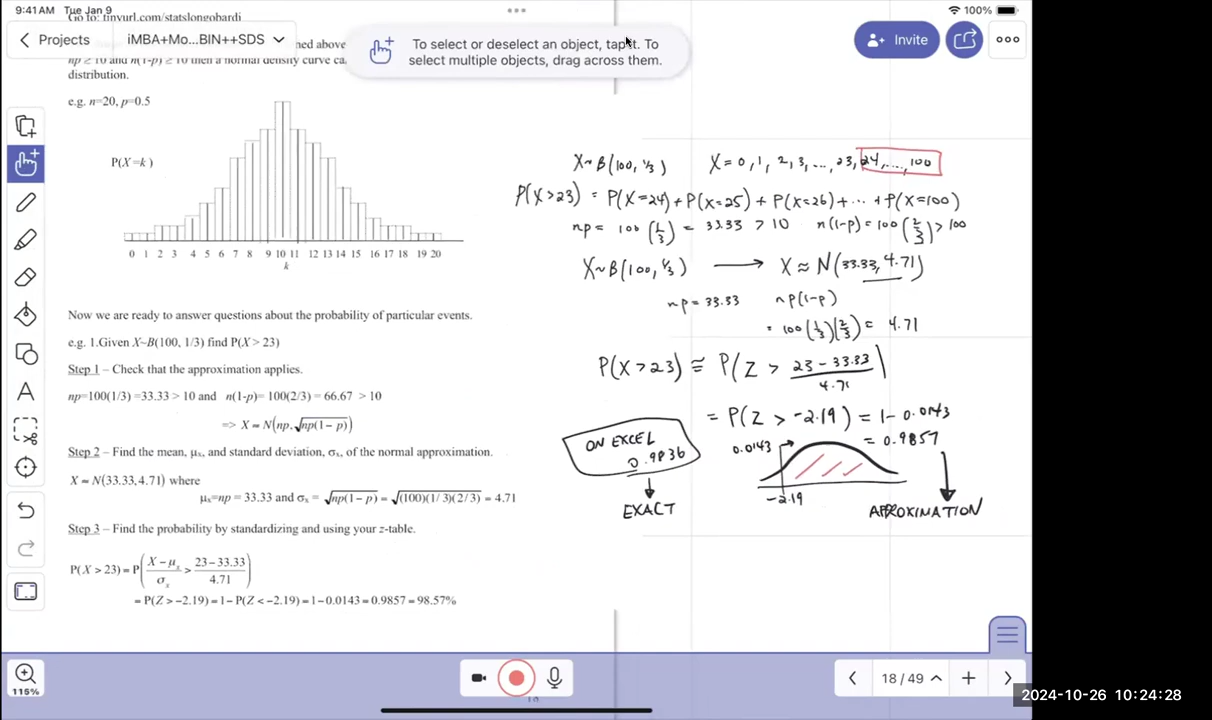 9:41 AM Tue Jan 9
100%
Go to: tinyurl.com/statslongobardi
Projects
iMBA+Mo...BIN++SDS
To select or deselect an object, tap it. To
select multiple objects, drag across them.
Invite
ned above
np ≥ 10 and n(1-p) ≥ 10 then a normal density curve ca
distribution.
e.g. n=20, p=0.5
P(X=k)
0 1 2 3 4 5 6 7 8 9 10 11 12 13 14 15 16 17 18 19 20
k
Now we are ready to answer questions about the probability of particular events.
e.g. 1.Given X~B(100, 1/3) find P(X > 23)
Step 1 – Check that the approximation applies.
np=100(1/3) =33.33 > 10 and n(1-p)= 100(2/3) = 66.67 > 10
=> X ≈ N(np,√np(1−p))
Step 2 – Find the mean, μx, and standard deviation, σx, of the normal approximation.
X ≈ N(33.33,4.71) where
μx=np = 33.33 and σx = √np(1−p) = √(100)(1/3)(2/3) = 4.71
Step 3 – Find the probability by standardizing and using your z-table.
P(X > 23) = P(X − μx / σx > 23−33.33 / 4.71)
= P(Z > −2.19) = 1− P(Z < −2.19) = 1−0.0143 = 0.9857 = 98.57%
X~B(100, 1/3) X = 0, 1, 2, 3, ..., 23, 24, ..., 100
P(X>23) = P(X=24) + P(X=25) + P(X=26) + ... + P(X=100)
np = 100 (1/3) = 33.33 > 10 n(1-p) = 100 (2/3) > 100
X~B(100, 1/3) → X ≈ N(33.33, 4.71)
np = 33.33 np(1-p)
= 100 (1/3)(2/3) = 4.71
P(X>23) ≅ P(Z > 23 − 33.33 / 4.71)
= P(Z > −2.19) = 1 − 0.0143
= 0.9857
ON EXCEL
0.9836
EXACT
0.0143
−2.19
APROXIMATION
115%
18
18 / 49
2024-10-26 10:24:28